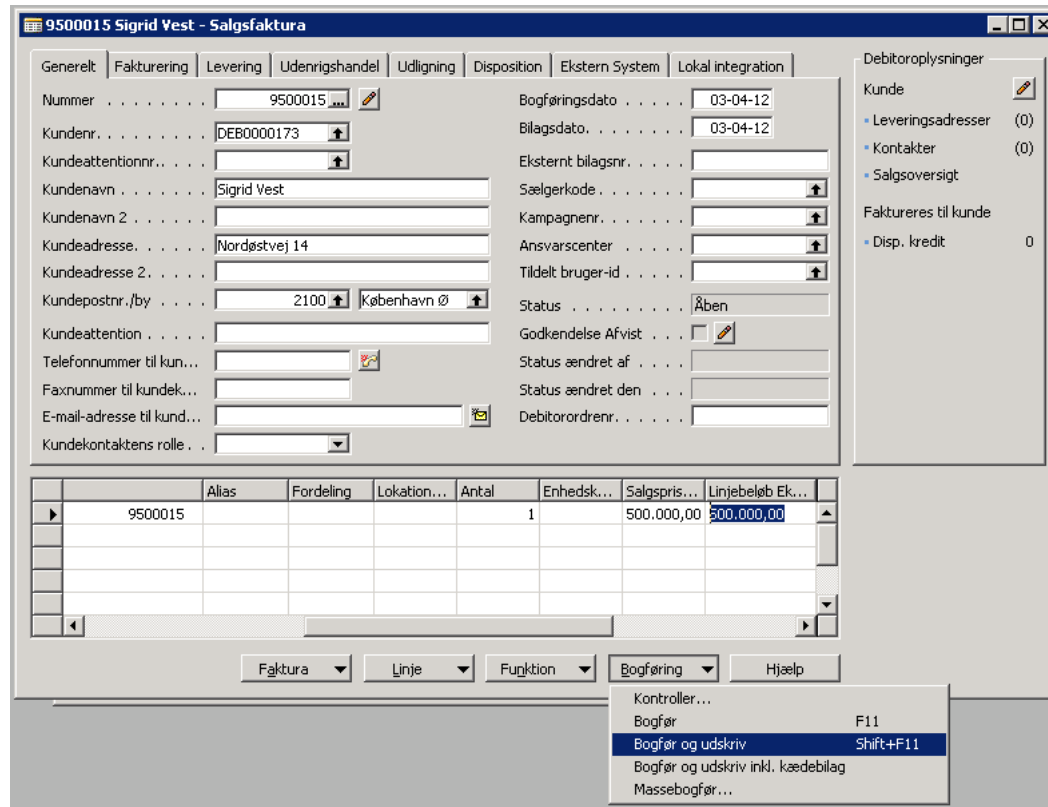 9500015 Sigrid Vest - Salgsfaktura
Generelt Fakturering Levering Udenrigshandel Udligning Disposition Ekstern System Lokal integration
Nummer . . . . . . . . 9500015 ...
Kundenr. . . . . . . . . DEB0000173
Kundeattentionnr. . . . .
Kundenavn . . . . . . . Sigrid Vest
Kundenavn 2 . . . . . .
Kundeadresse. . . . . . Nordøstvej 14
Kundeadresse 2. . . . .
Kundepostnr./by . . . . 2100 København Ø
Kundeattention . . . . .
Telefonnummer til kun...
Faxnummer til kundek...
E-mail-adresse til kund...
Kundekontaktens rolle . .
Bogføringsdato . . . . . 03-04-12
Bilagsdato. . . . . . . . 03-04-12
Eksternt bilagsnr. . . . .
Sælgerkode . . . . . . .
Kampagnenr. . . . . . .
Ansvarscenter . . . . .
Tildelt bruger-id . . . . .
Status . . . . . . . . . Åben
Godkendelse Afvist . . .
Status ændret af . . . .
Status ændret den . . .
Debitorordrenr. . . . . .
Debitoroplysninger
Kunde
Leveringsadresser (0)
Kontakter (0)
Salgsoversigt
Faktureres til kunde
Disp. kredit 0
Alias Fordeling Lokation... Antal Enhedsk... Salgspris... Linjebeløb Ek...
9500015 1 500.000,00 500.000,00
Faktura Linje Funktion Bogføring Hjælp
Kontroller...
Bogfør F11
Bogfør og udskriv Shift+F11
Bogfør og udskriv inkl. kædebilag
Massebogfør...